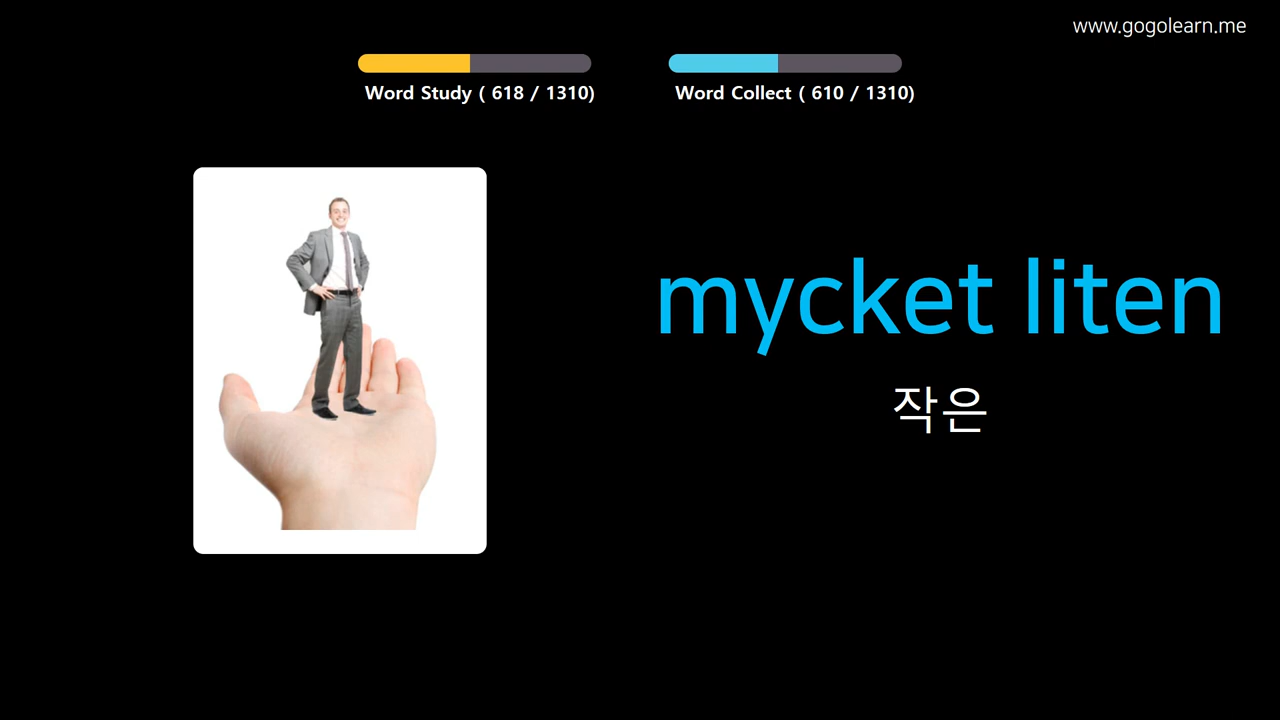 www.gogolearn.me
Word Study ( 618 / 1310)
Word Collect ( 610 / 1310)
mycket liten
작은